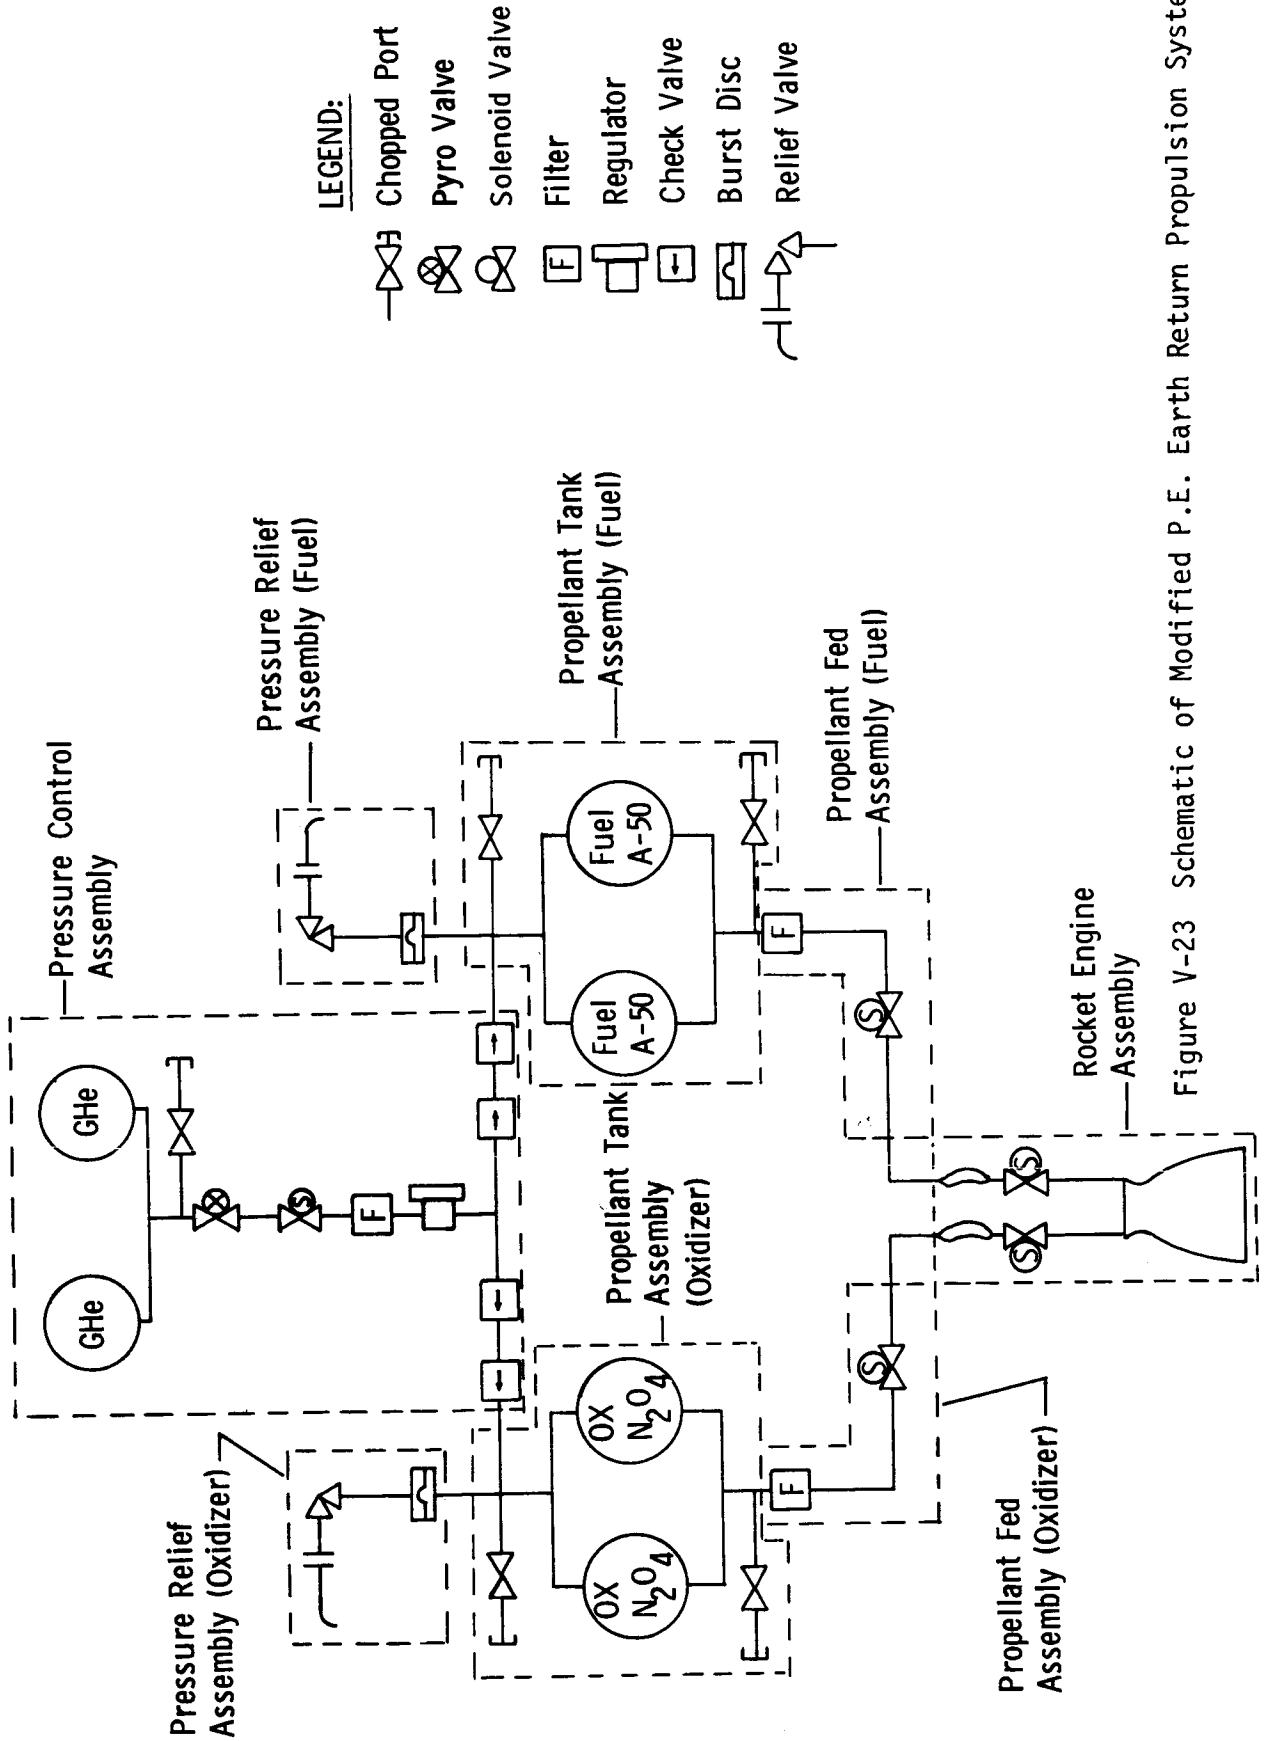 Pressure Control
Assembly
GHe
GHe
F
Pressure Relief
Assembly (Oxidizer)
Pressure Relief
Assembly (Fuel)
S
OX
N2O4
OX
N2O4
Propellant Tank
Assembly
(Oxidizer)
Fuel
A-50
Fuel
A-50
Propellant Tank
Assembly (Fuel)
F
F
S
S
Propellant Fed
Assembly (Oxidizer)
Propellant Fed
Assembly (Fuel)
S
S
Rocket Engine
Assembly
LEGEND:
Chopped Port
Pyro Valve
Solenoid Valve
F Filter
Regulator
Check Valve
Burst Disc
Relief Valve
Figure V-23 Schematic of Modified P.E. Earth Return Propulsion Syste